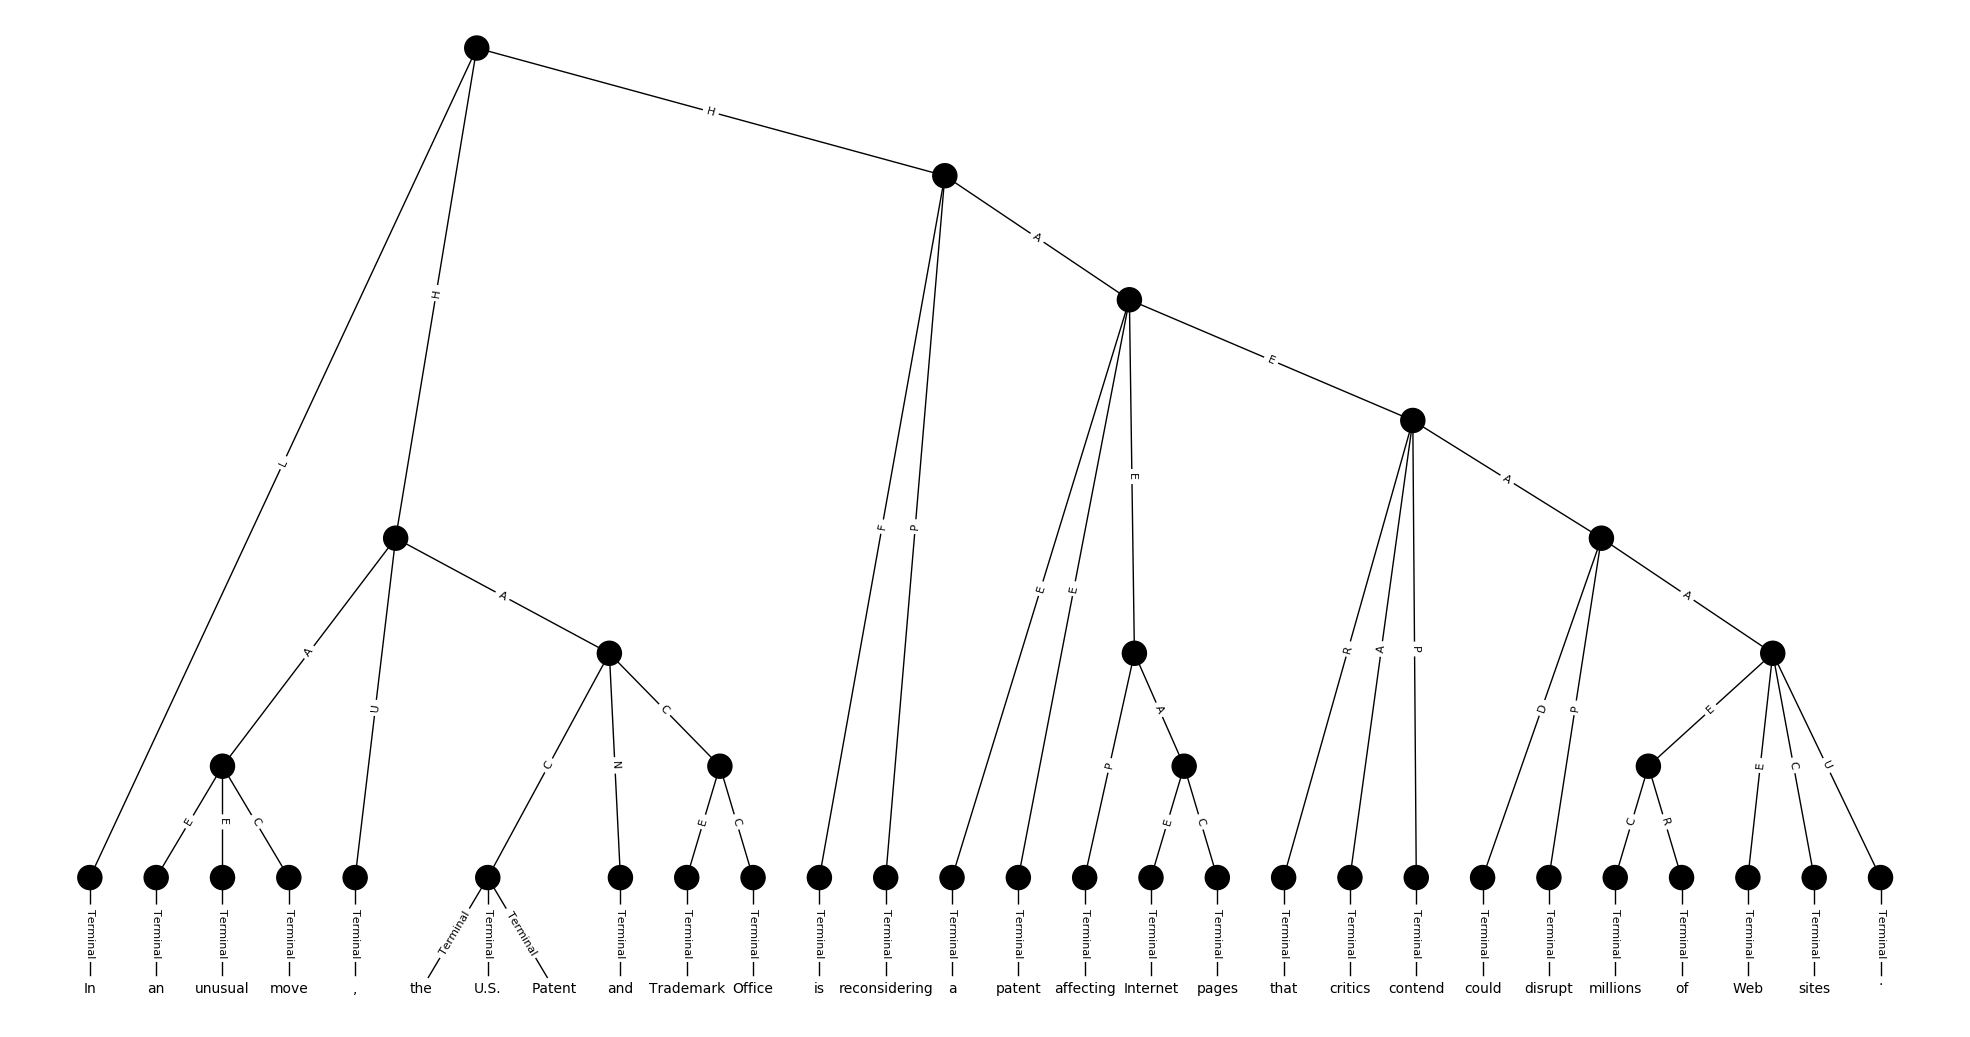 H
A
H
E
L
E
A
F
P
E
E
A
A
R
A
P
A
U
C
D
P
E
C
N
P
A
E
E
C
U
E
E
C
E
C
E
C
C
R
Terminal Terminal Terminal Terminal Terminal Terminal Terminal Terminal Terminal Terminal Terminal Terminal Terminal Terminal Terminal Terminal Terminal Terminal Terminal Terminal Terminal Terminal Terminal Terminal Terminal Terminal Terminal Terminal
In an unusual move , the U.S. Patent and Trademark Office is reconsidering a patent affecting Internet pages that critics contend could disrupt millions of Web sites .